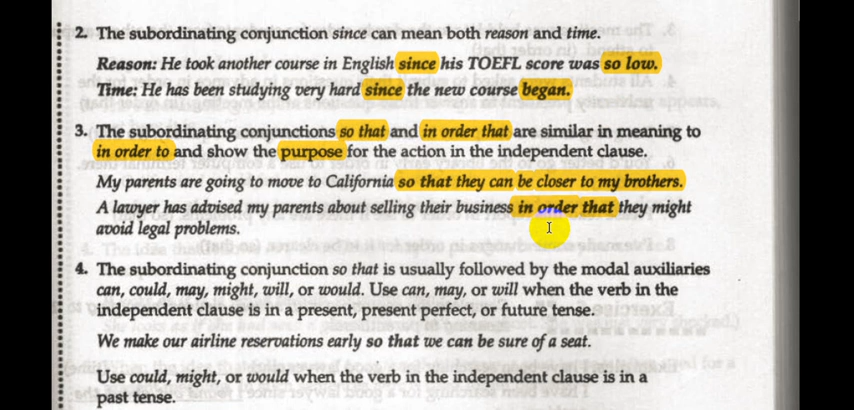 2. The subordinating conjunction since can mean both reason and time.
Reason: He took another course in English since his TOEFL score was so low.
Time: He has been studying very hard since the new course began.
3. The subordinating conjunctions so that and in order that are similar in meaning to
in order to and show the purpose for the action in the independent clause.
My parents are going to move to California so that they can be closer to my brothers.
A lawyer has advised my parents about selling their business in order that they might
avoid legal problems.
4. The subordinating conjunction so that is usually followed by the modal auxiliaries
can, could, may, might, will, or would. Use can, may, or will when the verb in the
independent clause is in a present, present perfect, or future tense.
We make our airline reservations early so that we can be sure of a seat.
Use could, might, or would when the verb in the independent clause is in a
past tense.